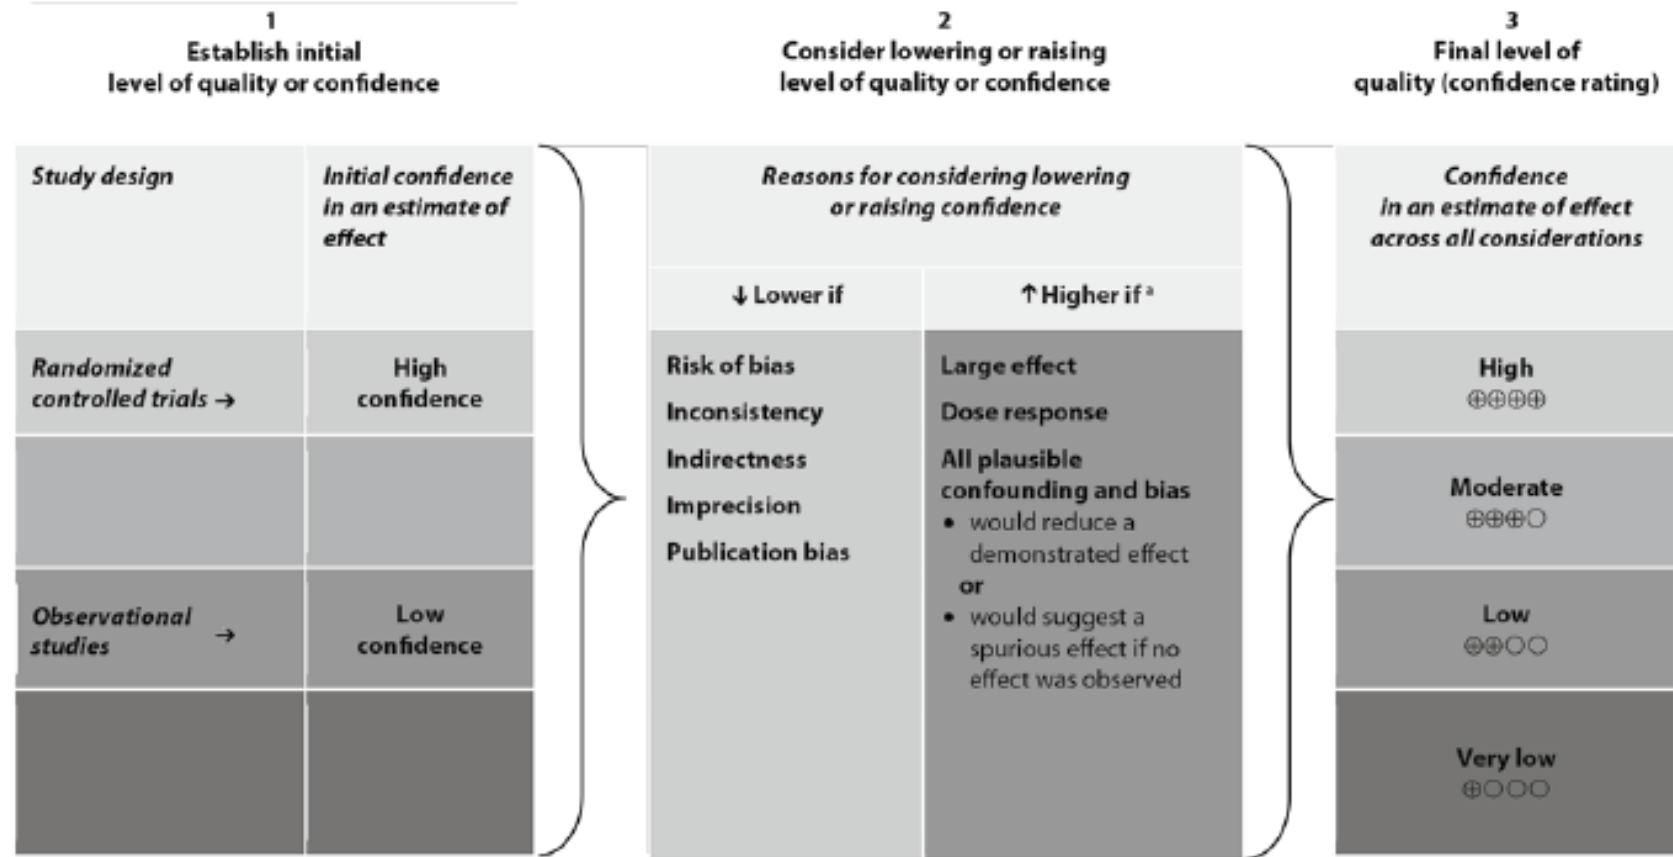 1
Establish initial
level of quality or confidence
2
Consider lowering or raising
level of quality or confidence
3
Final level of
quality (confidence rating)
Study design
Initial confidence
in an estimate of
effect
Reasons for considering lowering
or raising confidence
↓ Lower if
↑ Higher if ᵃ
Confidence
in an estimate of effect
across all considerations
Randomized
controlled trials →
High
confidence
Observational
studies →
Low
confidence
Risk of bias
Inconsistency
Indirectness
Imprecision
Publication bias
Large effect
Dose response
All plausible
confounding and bias
• would reduce a
demonstrated effect
or
• would suggest a
spurious effect if no
effect was observed
High
⊕⊕⊕⊕
Moderate
⊕⊕⊕○
Low
⊕⊕○○
Very low
⊕○○○